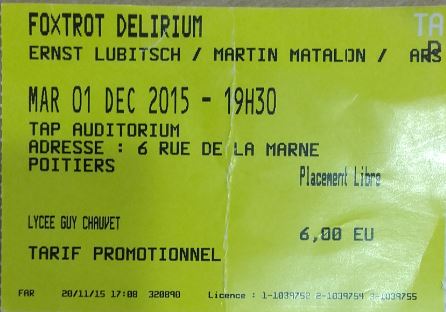 FOXTROT DELIRIUM
TA
ERNST LUBITSCH / MARTIN MATALON / ARS
MAR 01 DEC 2015 - 19H30
TAP AUDITORIUM
ADRESSE : 6 RUE DE LA MARNE
POITIERS
Placement Libre
LYCEE GUY CHAUVET
6,00 EU
TARIF PROMOTIONNEL
FAR 20/11/15 17:08 320890 Licence : 1-1039752 2-1039754 3-1039755